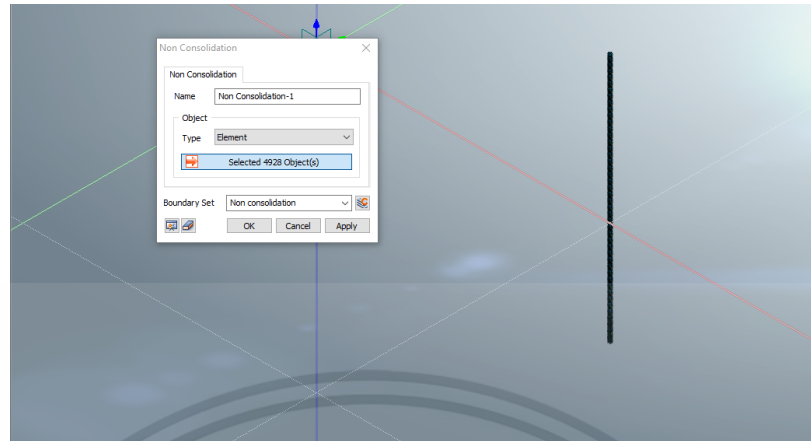 Non Consolidation
Non Consolidation
Name Non Consolidation-1
Object
Type Element
Selected 4928 Object(s)
Boundary Set Non consolidation
OK Cancel Apply